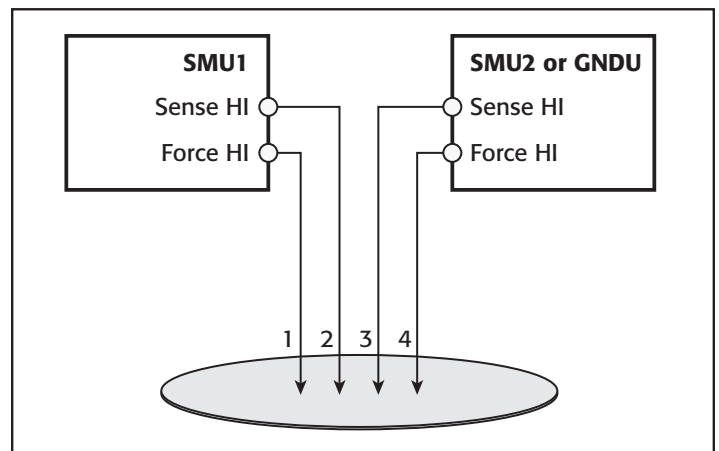 SMU1
Sense HI
Force HI
SMU2 or GNDU
Sense HI
Force HI
1 2 3 4